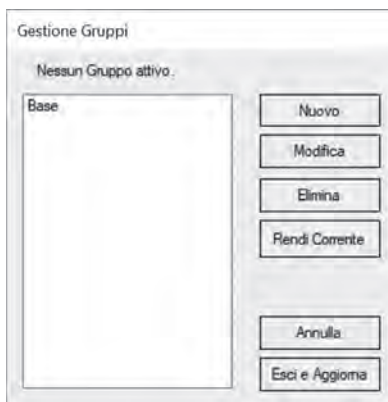 Gestione Gruppi
Nessun Gruppo attivo.
Base
Nuovo
Modifica
Elimina
Rendi Corrente
Annulla
Esci e Aggiorna